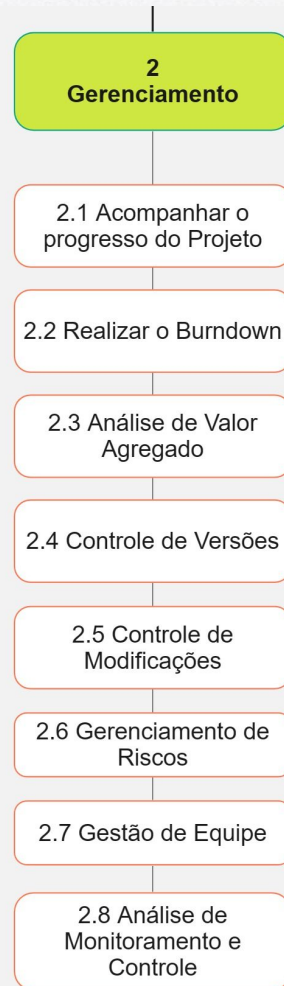 2
Gerenciamento
2.1 Acompanhar o
progresso do Projeto
2.2 Realizar o Burndown
2.3 Análise de Valor
Agregado
2.4 Controle de Versões
2.5 Controle de
Modificações
2.6 Gerenciamento de
Riscos
2.7 Gestão de Equipe
2.8 Análise de
Monitoramento e
Controle